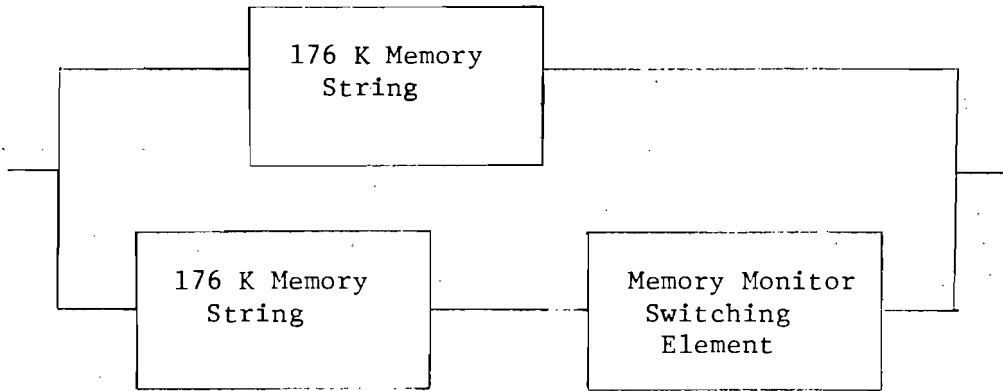 176 K Memory
String
176 K Memory
String
Memory Monitor
Switching
Element